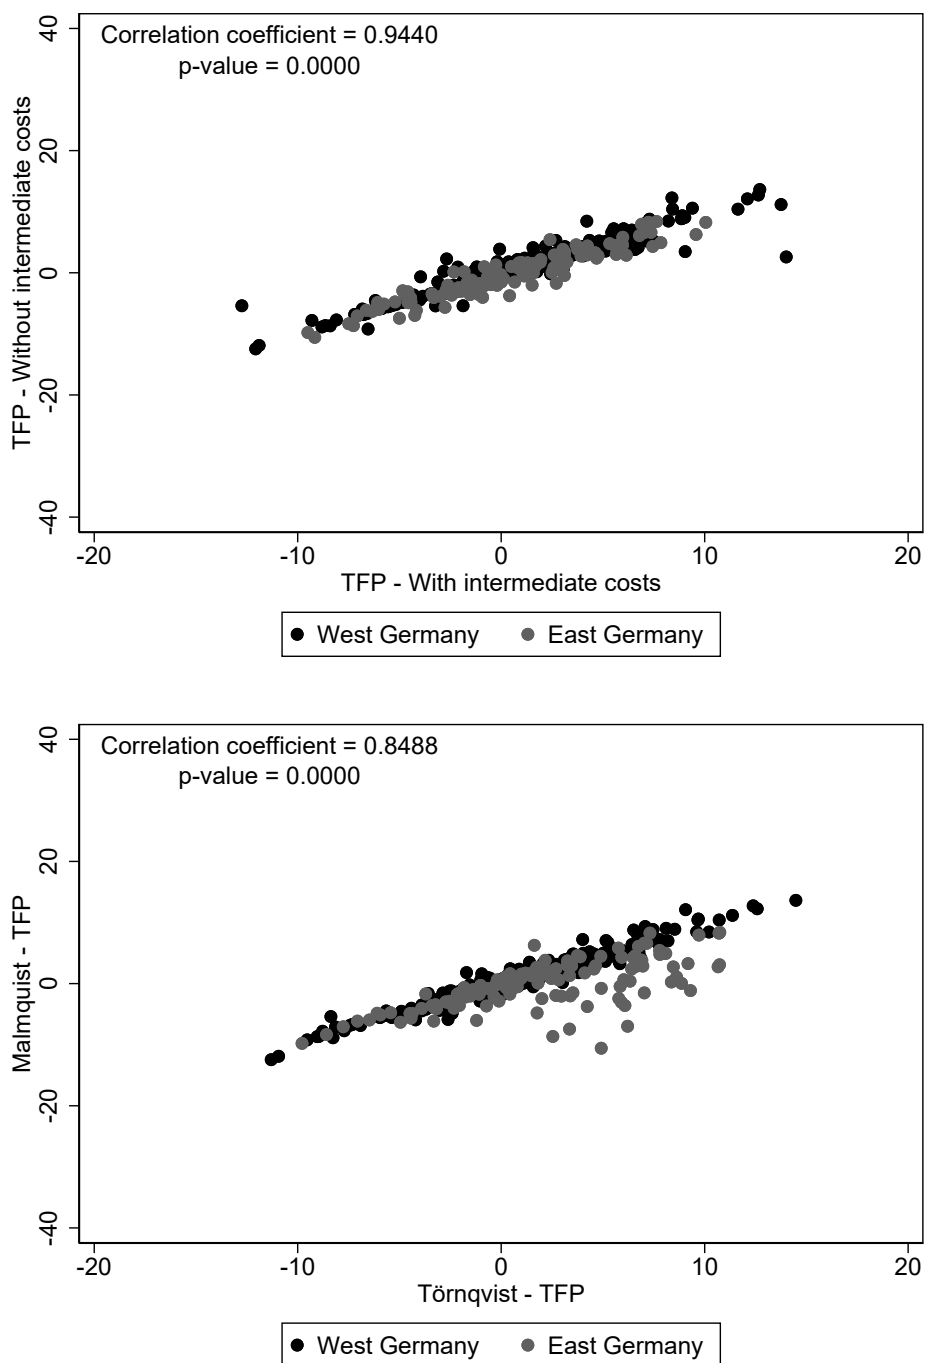 Correlation coefficient = 0.9440
p-value = 0.0000
40
20
0
-20
-40
TFP - Without intermediate costs
-20 -10 0 10 20
TFP - With intermediate costs
West Germany East Germany
Correlation coefficient = 0.8488
p-value = 0.0000
40
20
0
-20
-40
Malmquist - TFP
-20 -10 0 10 20
Törnqvist - TFP
West Germany East Germany